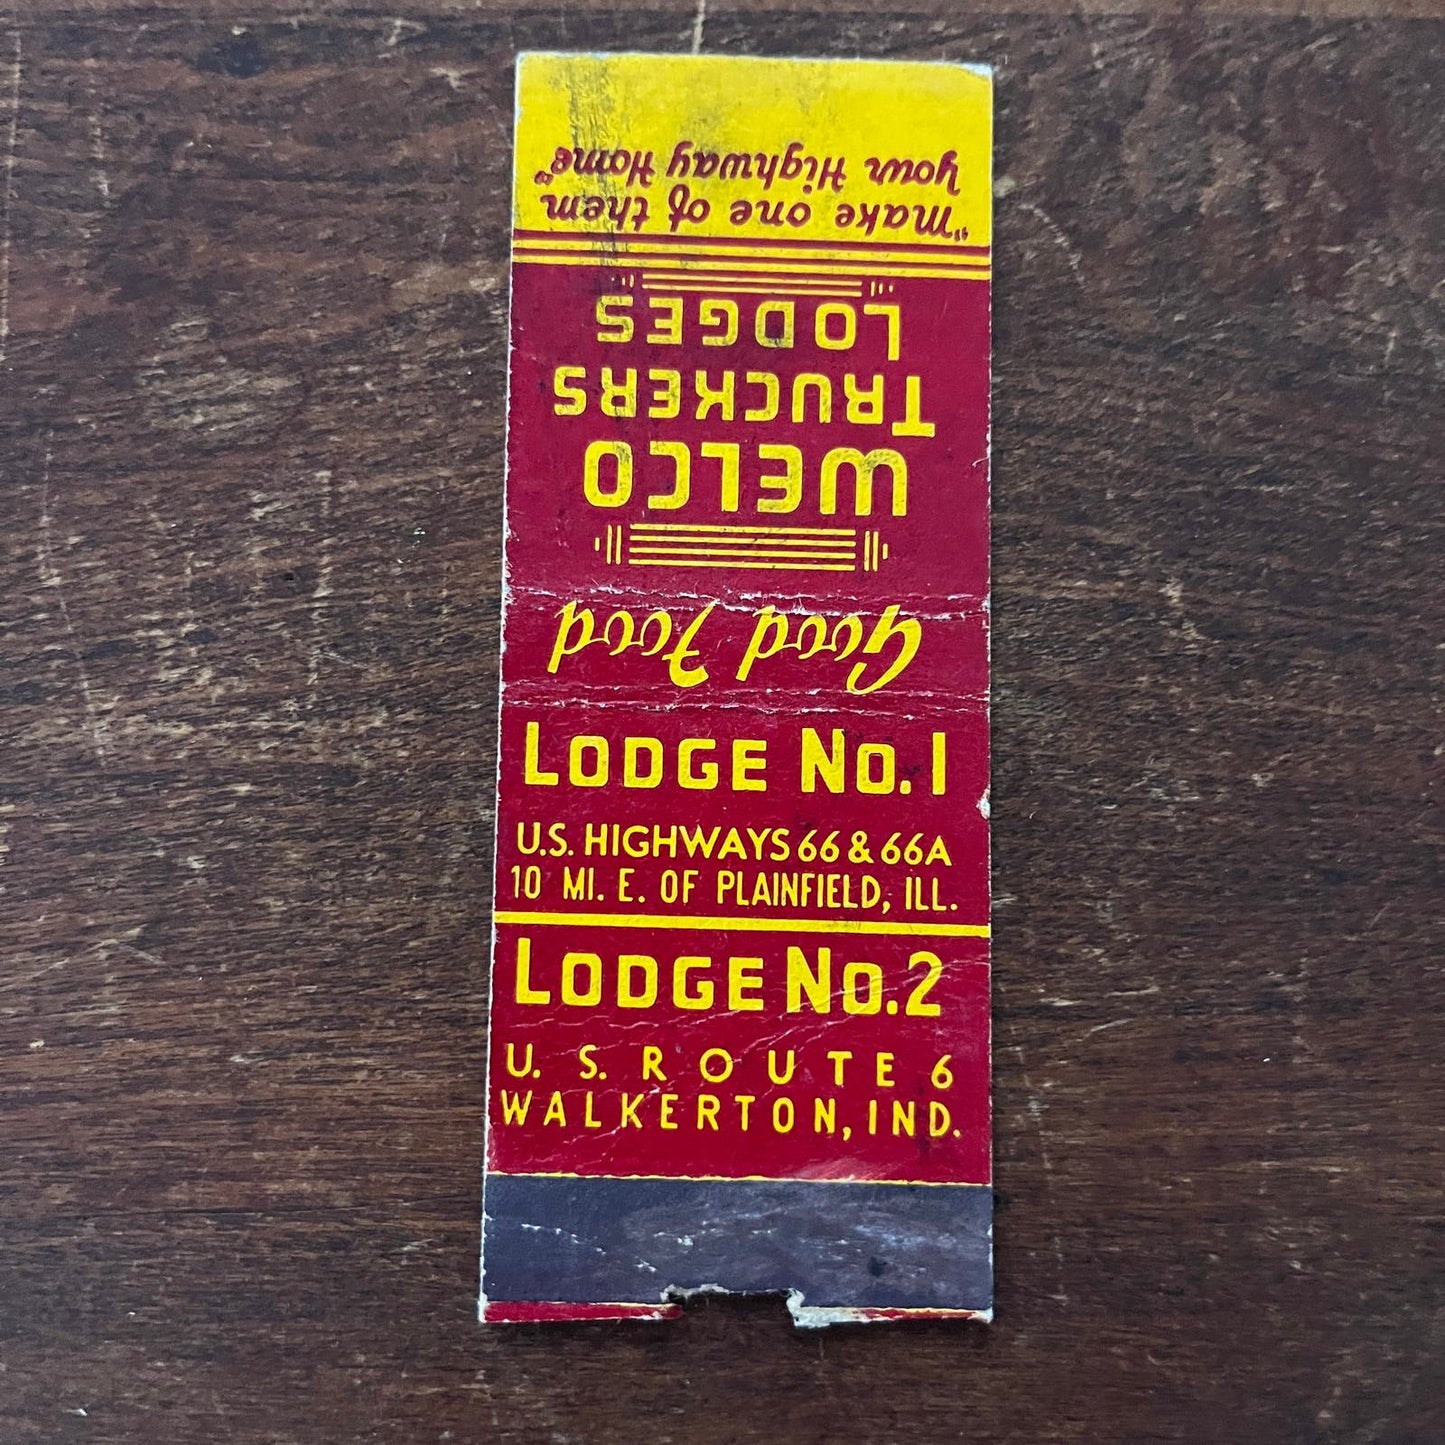 "make one of them
your Highway Home"
WELCO
TRUCKERS
LODGES
Good Food
LODGE NO. 1
U.S. HIGHWAYS 66 & 66A
10 MI. E. OF PLAINFIELD, ILL.
LODGE NO. 2
U. S. ROUTE 6
WALKERTON, IND.